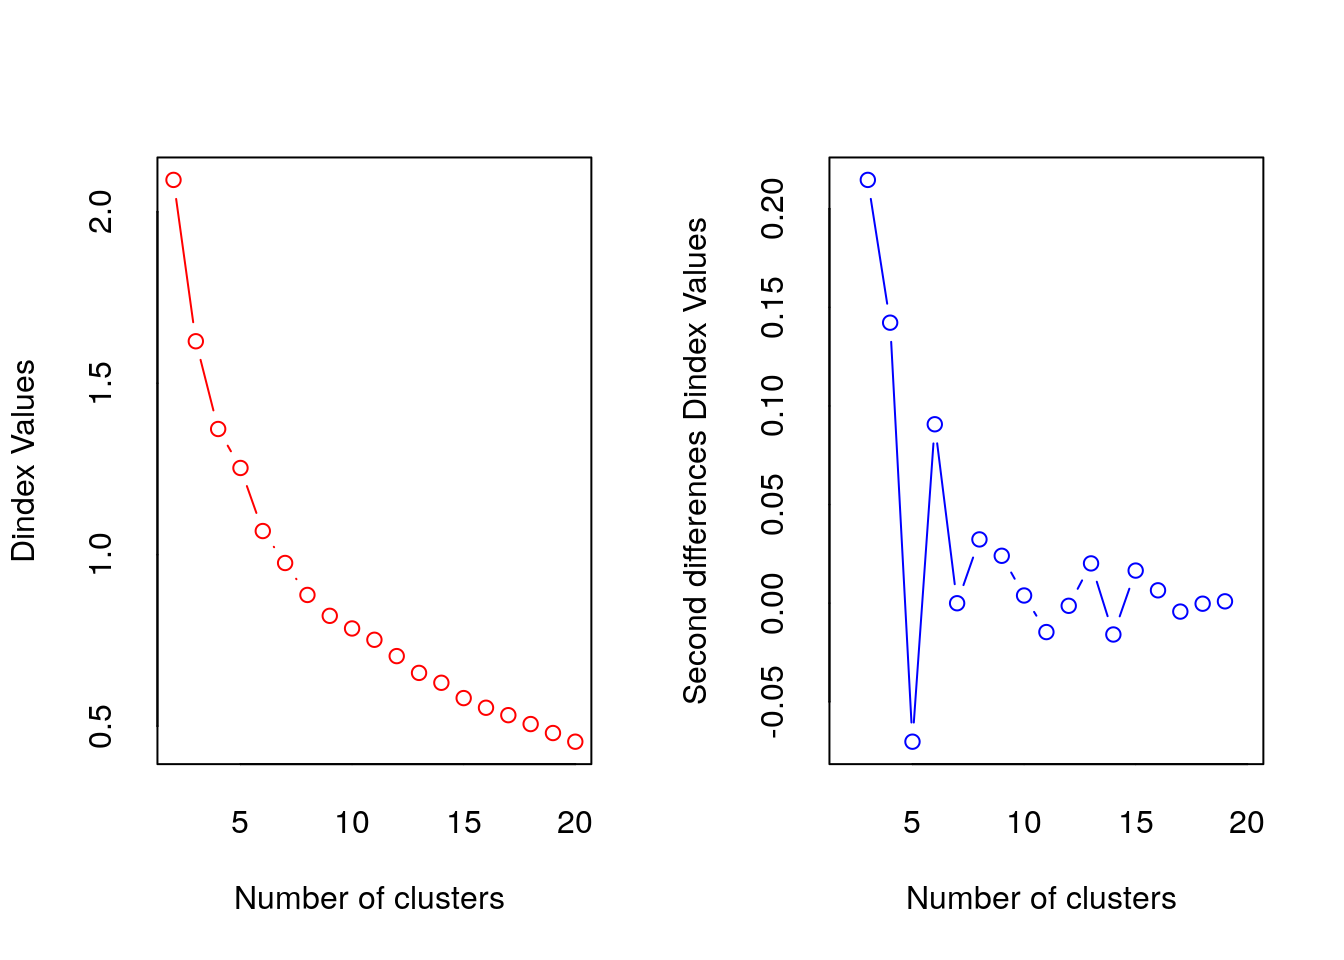 Dindex Values
2.0
1.5
1.0
0.5
5 10 15 20
Number of clusters
Second differences Dindex Values
0.20
0.15
0.10
0.05
0.00
-0.05
5 10 15 20
Number of clusters